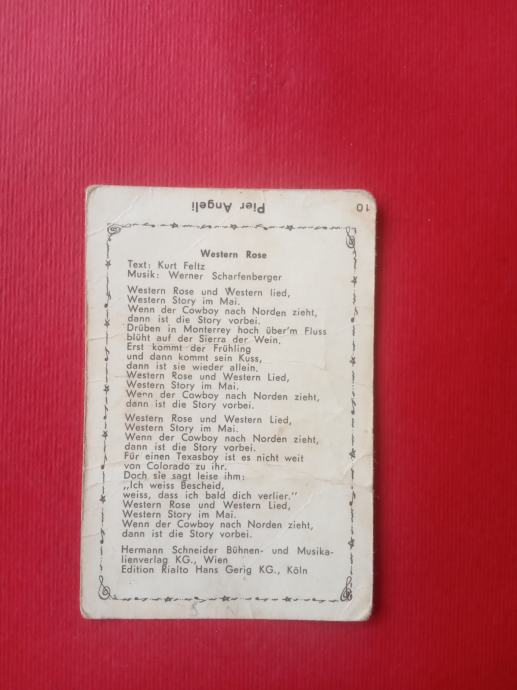 10
Pier Angeli
Western Rose
Text: Kurt Feltz
Musik: Werner Scharfenberger
Western Rose und Western lied,
Western Story im Mai.
Wenn der Cowboy nach Norden zieht,
dann ist die Story vorbei.
Drüben in Monterrey hoch über'm Fluss
blüht auf der Sierra der Wein.
Erst kommt der Frühling
und dann kommt sein Kuss,
dann ist sie wieder allein.
Western Rose und Western Lied,
Western Story im Mai.
Wenn der Cowboy nach Norden zieht,
dann ist die Story vorbei.
Western Rose und Western Lied,
Western Story im Mai.
Wenn der Cowboy nach Norden zieht,
dann ist die Story vorbei.
Für einen Texasboy ist es nicht weit
von Colorado zu ihr.
Doch sie sagt leise ihm:
„Ich weiss Bescheid,
weiss, dass ich bald dich verlier."
Western Rose und Western Lied,
Western Story im Mai.
Wenn der Cowboy nach Norden zieht,
dann ist die Story vorbei.
Hermann Schneider Bühnen- und Musika-
lienverlag KG., Wien
Edition Rialto Hans Gerig KG., Köln